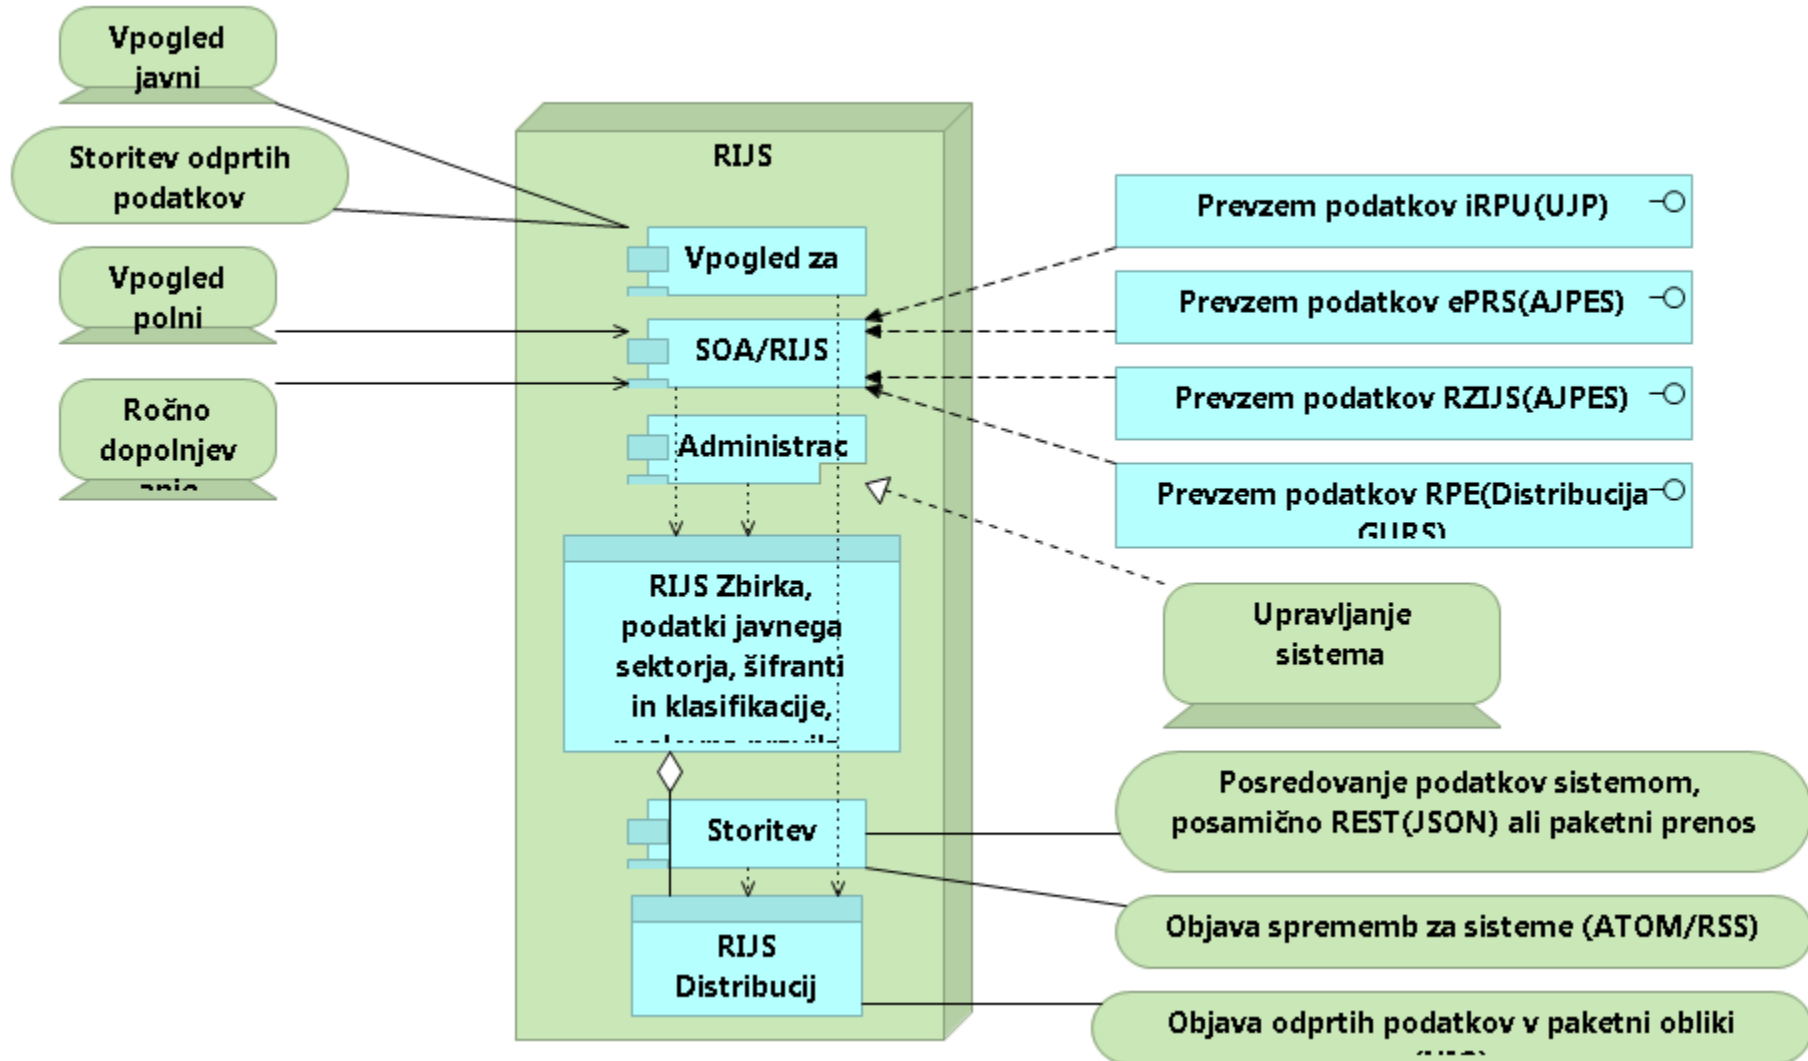 Vpogled
javni
Storitev odprtih
podatkov
Vpogled
polni
Ročno
dopolnjev
anje
RIJS
Vpogled za
SOA/RIJS
Administrac
RIJS Zbirka,
podatki javnega
sektorja, šifranti
in klasifikacije,
Storitev
RIJS
Distribucij
Prevzem podatkov iRPU(UJP)
Prevzem podatkov ePRS(AJPES)
Prevzem podatkov RZIJS(AJPES)
Prevzem podatkov RPE(Distribucija
GURS)
Upravljanje
sistema
Posredovanje podatkov sistemom,
posamično REST(JSON) ali paketni prenos
Objava sprememb za sisteme (ATOM/RSS)
Objava odprtih podatkov v paketni obliki